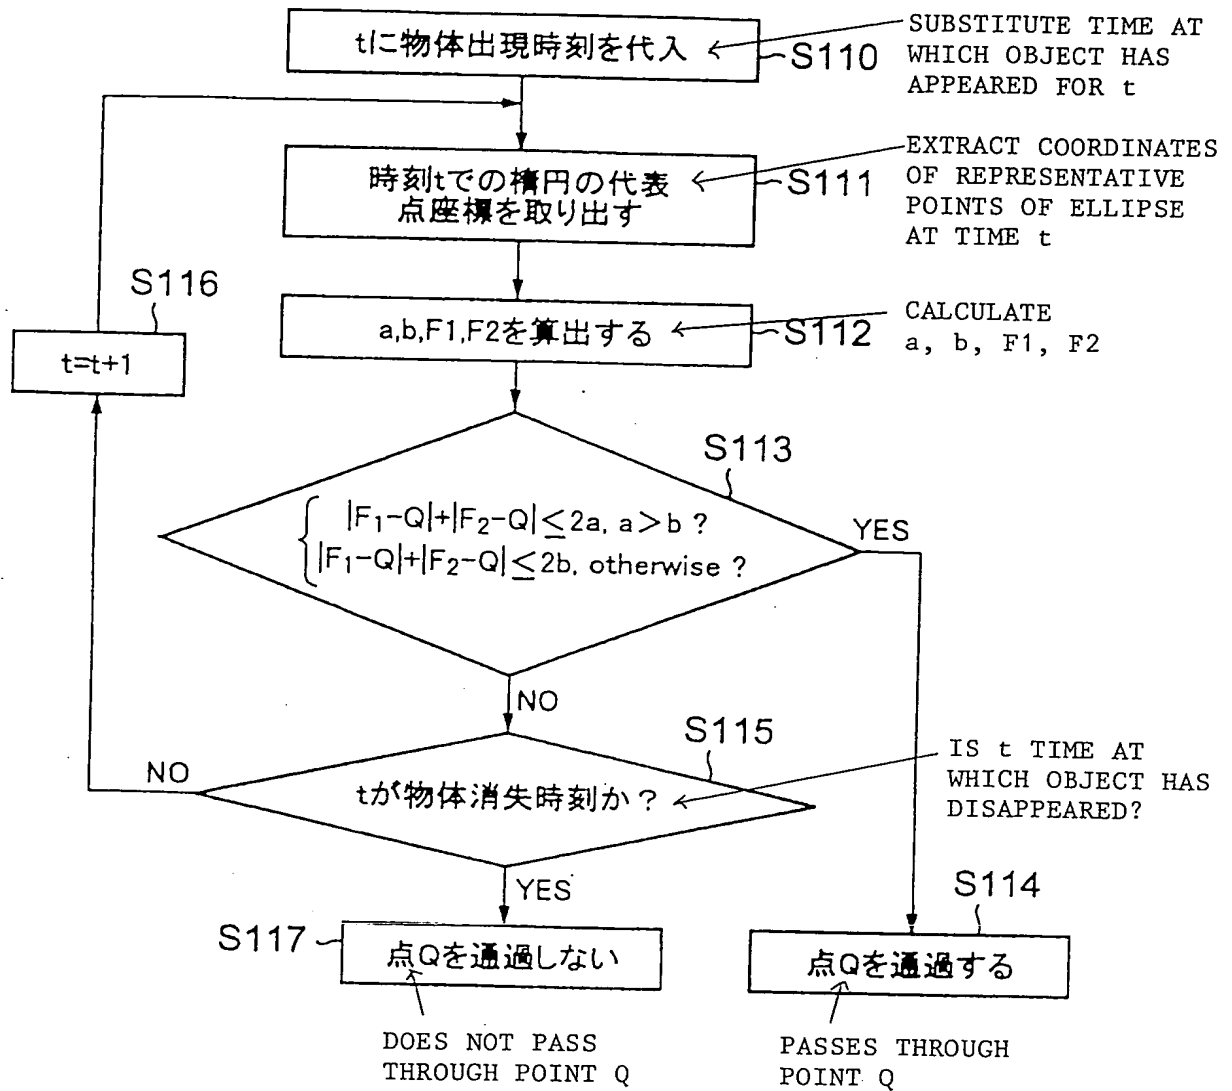 tに物体出現時刻を代入
S110
SUBSTITUTE TIME AT
WHICH OBJECT HAS
APPEARED FOR t
時刻tでの楕円の代表
点座標を取り出す
S111
EXTRACT COORDINATES
OF REPRESENTATIVE
POINTS OF ELLIPSE
AT TIME t
S116
t=t+1
a,b,F1,F2を算出する
S112
CALCULATE
a, b, F1, F2
S113
|F₁-Q|+|F₂-Q|≦2a, a>b ?
|F₁-Q|+|F₂-Q|≦2b, otherwise ?
YES
NO
S115
tが物体消失時刻か?
NO
IS t TIME AT
WHICH OBJECT HAS
DISAPPEARED?
YES
S117
点Qを通過しない
DOES NOT PASS
THROUGH POINT Q
S114
点Qを通過する
PASSES THROUGH
POINT Q